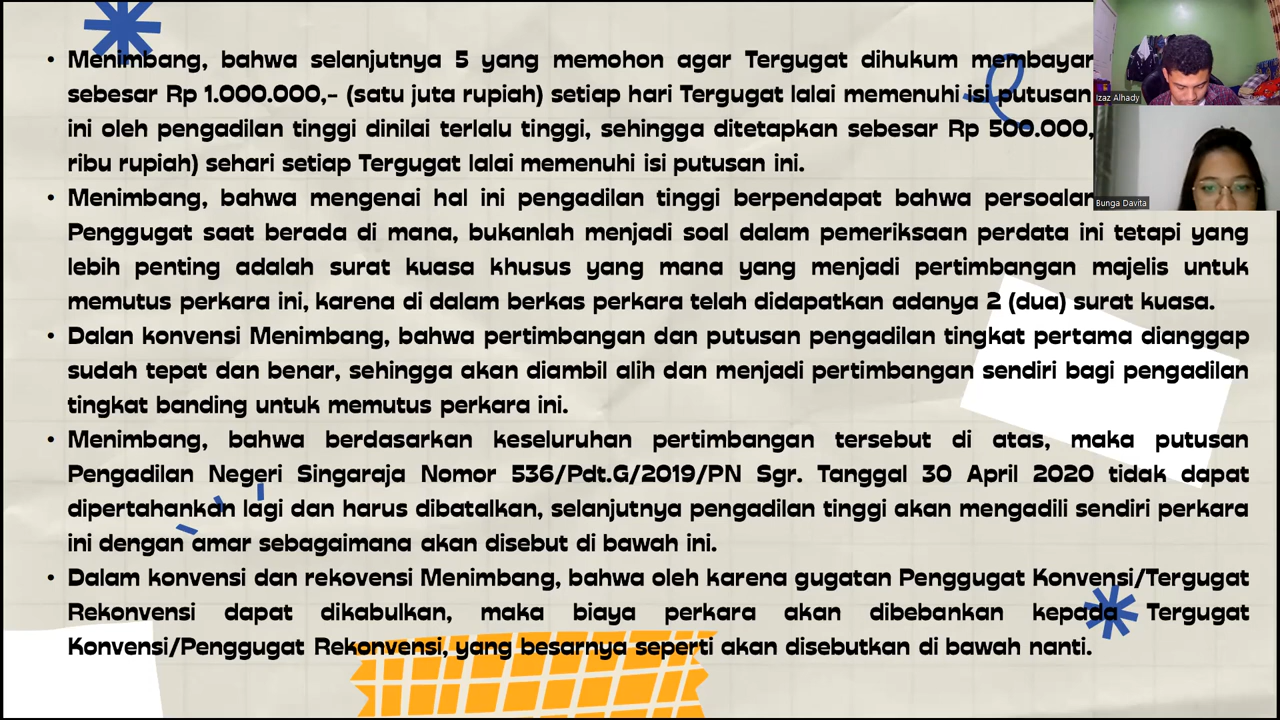 • Menimbang, bahwa selanjutnya 5 yang memohon agar Tergugat dihukum membayar
sebesar Rp 1.000.000,- (satu juta rupiah) setiap hari Tergugat lalai memenuhi isi putusan
ini oleh pengadilan tinggi dinilai terlalu tinggi, sehingga ditetapkan sebesar Rp 500.000,
ribu rupiah) sehari setiap Tergugat lalai memenuhi isi putusan ini.
• Menimbang, bahwa mengenai hal ini pengadilan tinggi berpendapat bahwa persoalan
Penggugat saat berada di mana, bukanlah menjadi soal dalam pemeriksaan perdata ini tetapi yang
lebih penting adalah surat kuasa khusus yang mana yang menjadi pertimbangan majelis untuk
memutus perkara ini, karena di dalam berkas perkara telah didapatkan adanya 2 (dua) surat kuasa.
• Dalan konvensi Menimbang, bahwa pertimbangan dan putusan pengadilan tingkat pertama dianggap
sudah tepat dan benar, sehingga akan diambil alih dan menjadi pertimbangan sendiri bagi pengadilan
tingkat banding untuk memutus perkara ini.
• Menimbang, bahwa berdasarkan keseluruhan pertimbangan tersebut di atas, maka putusan
Pengadilan Negeri Singaraja Nomor 536/Pdt.G/2019/PN Sgr. Tanggal 30 April 2020 tidak dapat
dipertahankan lagi dan harus dibatalkan, selanjutnya pengadilan tinggi akan mengadili sendiri perkara
ini dengan amar sebagaimana akan disebut di bawah ini.
• Dalam konvensi dan rekovensi Menimbang, bahwa oleh karena gugatan Penggugat Konvensi/Tergugat
Rekonvensi dapat dikabulkan, maka biaya perkara akan dibebankan kepada Tergugat
Konvensi/Penggugat Rekonvensi, yang besarnya seperti akan disebutkan di bawah nanti.
Izaz Alhady
Bunga Davita